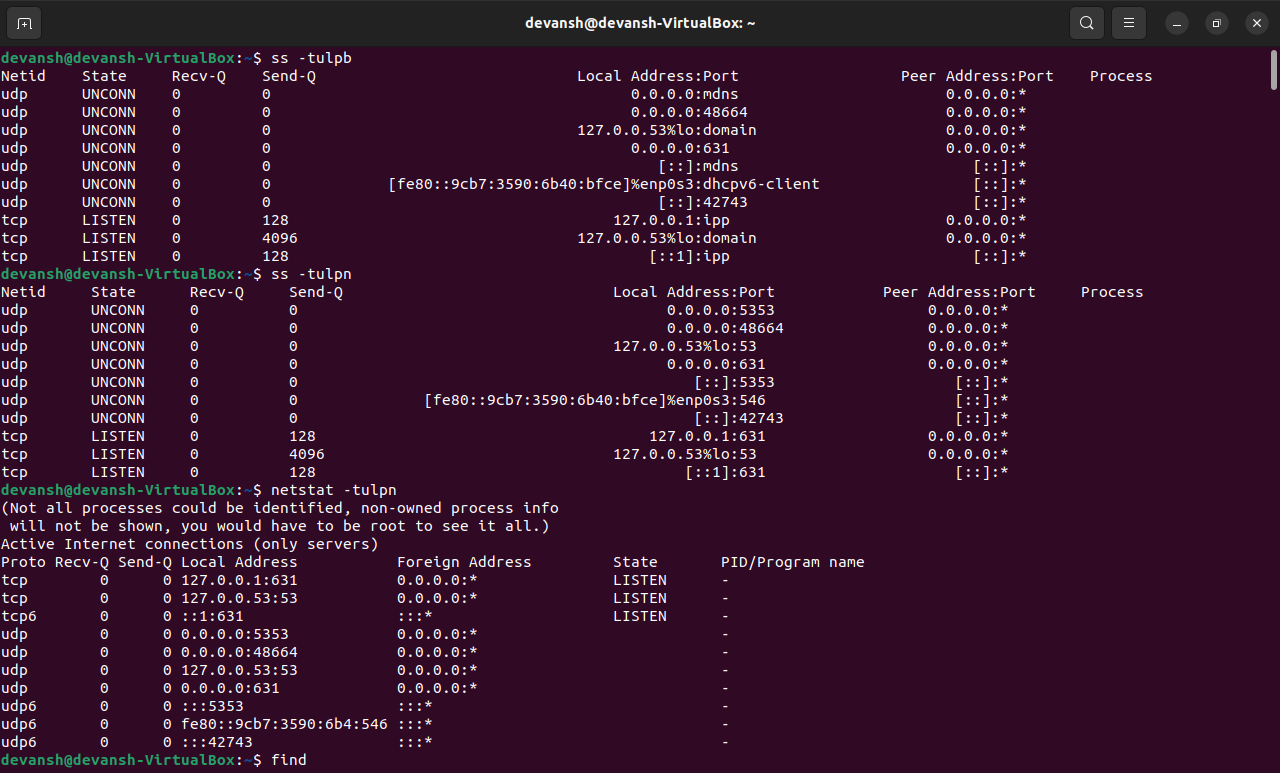 devansh@devansh-VirtualBox: ~
devansh@devansh-VirtualBox:~$ ss -tulpb
Netid State Recv-Q Send-Q Local Address:Port Peer Address:Port Process
udp UNCONN 0 0 0.0.0.0:mdns 0.0.0.0:*
udp UNCONN 0 0 0.0.0.0:48664 0.0.0.0:*
udp UNCONN 0 0 127.0.0.53%lo:domain 0.0.0.0:*
udp UNCONN 0 0 0.0.0.0:631 0.0.0.0:*
udp UNCONN 0 0 [::]:mdns [::]:*
udp UNCONN 0 0 [fe80::9cb7:3590:6b40:bfce]%enp0s3:dhcpv6-client [::]:*
udp UNCONN 0 0 [::]:42743 [::]:*
tcp LISTEN 0 128 127.0.0.1:ipp 0.0.0.0:*
tcp LISTEN 0 4096 127.0.0.53%lo:domain 0.0.0.0:*
tcp LISTEN 0 128 [::1]:ipp [::]:*
devansh@devansh-VirtualBox:~$ ss -tulpn
Netid State Recv-Q Send-Q Local Address:Port Peer Address:Port Process
udp UNCONN 0 0 0.0.0.0:5353 0.0.0.0:*
udp UNCONN 0 0 0.0.0.0:48664 0.0.0.0:*
udp UNCONN 0 0 127.0.0.53%lo:53 0.0.0.0:*
udp UNCONN 0 0 0.0.0.0:631 0.0.0.0:*
udp UNCONN 0 0 [::]:5353 [::]:*
udp UNCONN 0 0 [fe80::9cb7:3590:6b40:bfce]%enp0s3:546 [::]:*
udp UNCONN 0 0 [::]:42743 [::]:*
tcp LISTEN 0 128 127.0.0.1:631 0.0.0.0:*
tcp LISTEN 0 4096 127.0.0.53%lo:53 0.0.0.0:*
tcp LISTEN 0 128 [::1]:631 [::]:*
devansh@devansh-VirtualBox:~$ netstat -tulpn
(Not all processes could be identified, non-owned process info
will not be shown, you would have to be root to see it all.)
Active Internet connections (only servers)
Proto Recv-Q Send-Q Local Address Foreign Address State PID/Program name
tcp 0 0 127.0.0.1:631 0.0.0.0:* LISTEN -
tcp 0 0 127.0.0.53:53 0.0.0.0:* LISTEN -
tcp6 0 0 ::1:631 :::* LISTEN -
udp 0 0 0.0.0.0:5353 0.0.0.0:* -
udp 0 0 0.0.0.0:48664 0.0.0.0:* -
udp 0 0 127.0.0.53:53 0.0.0.0:* -
udp 0 0 0.0.0.0:631 0.0.0.0:* -
udp6 0 0 :::5353 :::* -
udp6 0 0 fe80::9cb7:3590:6b4:546 :::* -
udp6 0 0 :::42743 :::* -
devansh@devansh-VirtualBox:~$ find